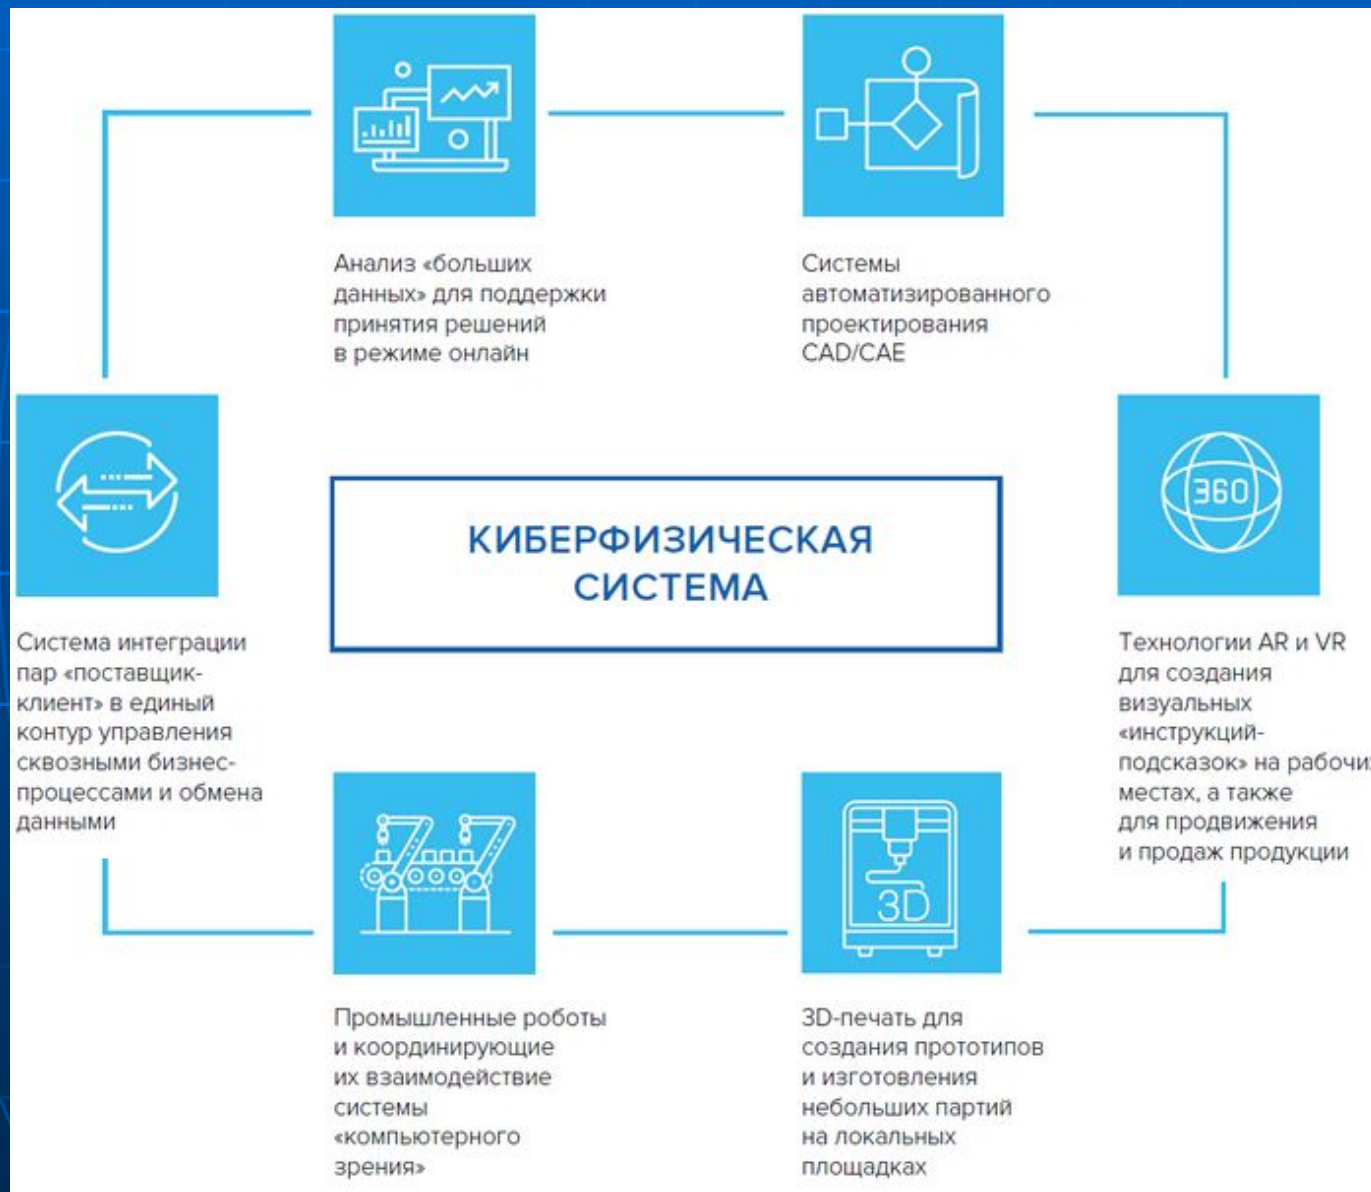 Анализ «больших
данных» для поддержки
принятия решений
в режиме онлайн
Системы
автоматизированного
проектирования
CAD/CAE
360
КИБЕРФИЗИЧЕСКАЯ
СИСТЕМА
Система интеграции
пар «поставщик-
клиент» в единый
контур управления
сквозными бизнес-
процессами и обмена
данными
Технологии AR и VR
для создания
визуальных
«инструкций-
подсказок» на рабочих
местах, а также
для продвижения
и продаж продукции
3D
Промышленные роботы
и координирующие
их взаимодействие
системы
«компьютерного
зрения»
3D-печать для
создания прототипов
и изготовления
небольших партий
на локальных
площадках